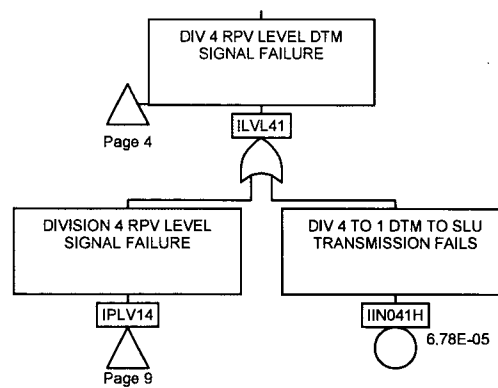 DIV 4 RPV LEVEL DTM
SIGNAL FAILURE
Page 4
ILVL41
DIVISION 4 RPV LEVEL
SIGNAL FAILURE
DIV 4 TO 1 DTM TO SLU
TRANSMISSION FAILS
IPLV14
IIN041H
6.78E-05
Page 9